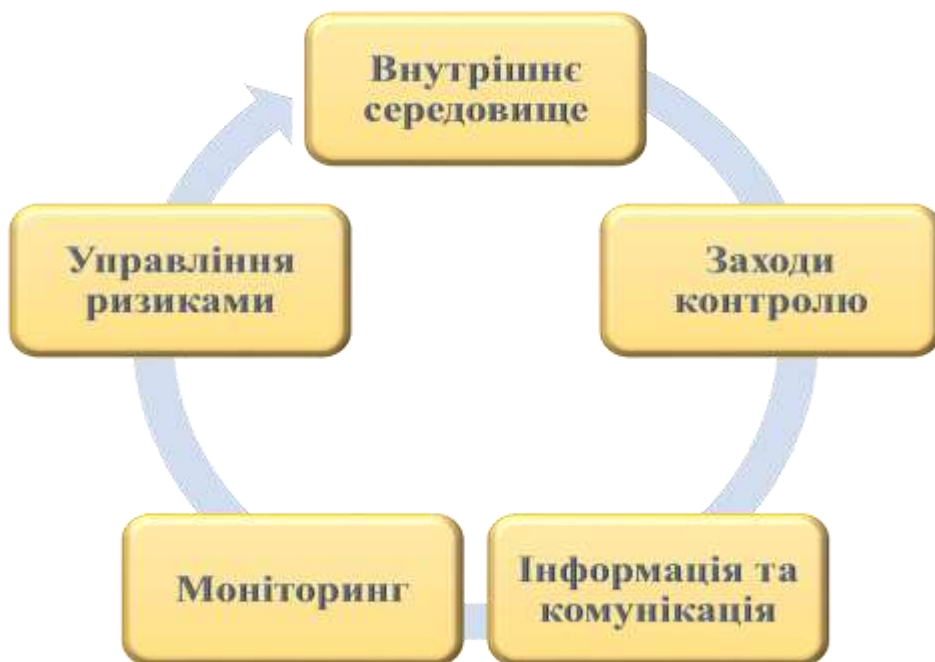 Внутрішнє
середовище
Заходи
контролю
Інформація та
комунікація
Моніторинг
Управління
ризиками